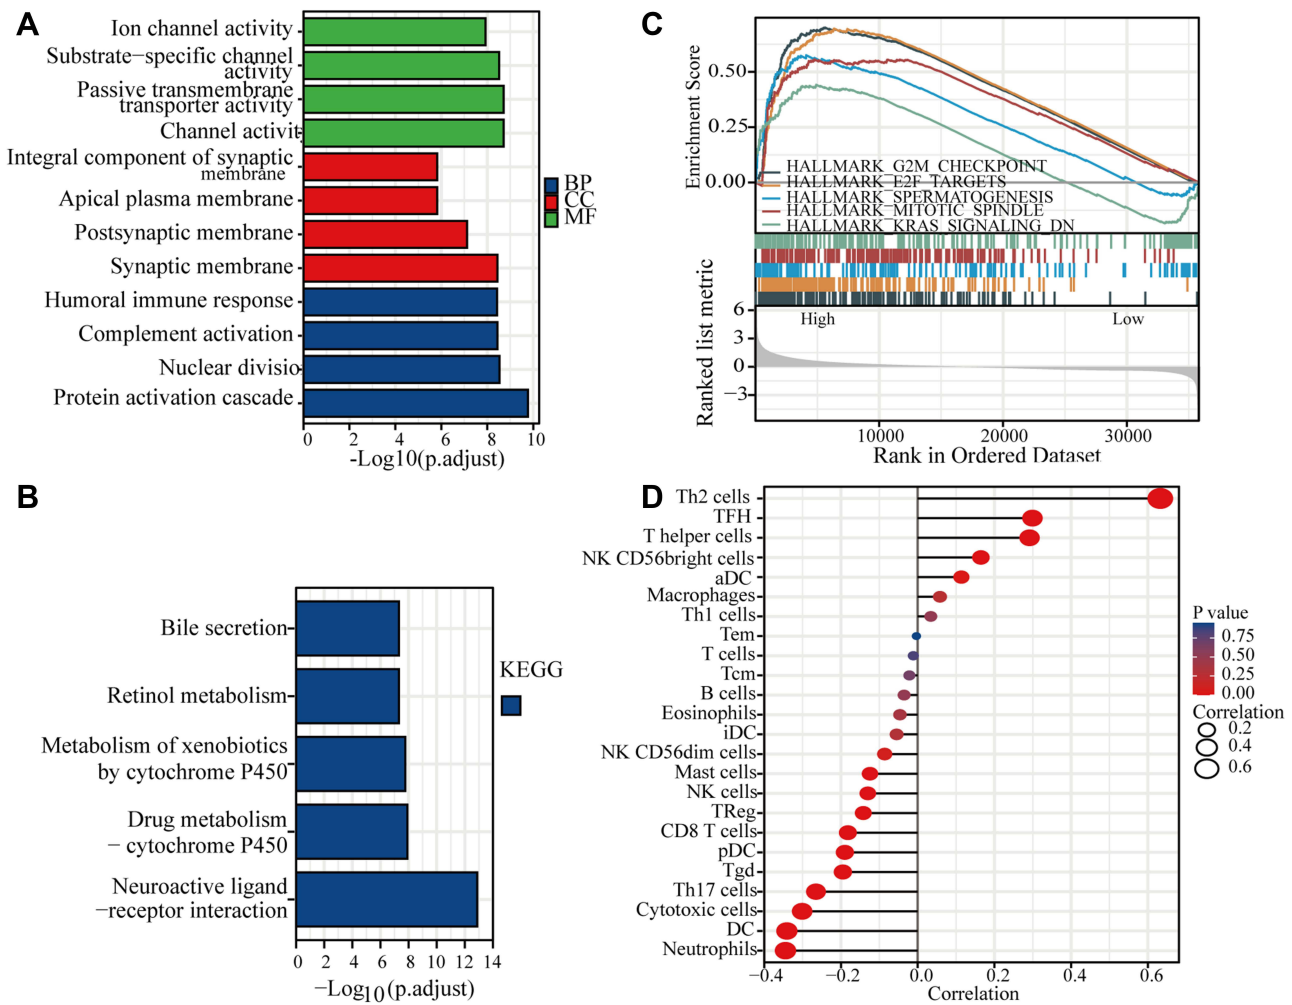 A
Ion channel activity
Substrate−specific channel
activity
Passive transmembrane
transporter activity
Channel activit
Integral component of synaptic
membrane
Apical plasma membrane
Postsynaptic membrane
Synaptic membrane
Humoral immune response
Complement activation
Nuclear divisio
Protein activation cascade
0 2 4 6 8 10
-Log10(p.adjust)
BP
CC
MF
B
Bile secretion
Retinol metabolism
Metabolism of xenobiotics
by cytochrome P450
Drug metabolism
− cytochrome P450
Neuroactive ligand
−receptor interaction
0 2 4 6 8 10 12 14
−Log10(p.adjust)
KEGG
C
Enrichment Score
0.50
0.25
0.00
HALLMARK_G2M_CHECKPOINT
HALLMARK_E2F_TARGETS
HALLMARK_SPERMATOGENESIS
HALLMARK_MITOTIC_SPINDLE
HALLMARK_KRAS_SIGNALING_DN
Ranked list metric
6
3
0
−3
High Low
10000 20000 30000
Rank in Ordered Dataset
D
Th2 cells
TFH
T helper cells
NK CD56bright cells
aDC
Macrophages
Th1 cells
Tem
T cells
Tcm
B cells
Eosinophils
iDC
NK CD56dim cells
Mast cells
NK cells
TReg
CD8 T cells
pDC
Tgd
Th17 cells
Cytotoxic cells
DC
Neutrophils
−0.4 −0.2 0.0 0.2 0.4 0.6
Correlation
P value
0.75
0.50
0.25
0.00
Correlation
0.2
0.4
0.6